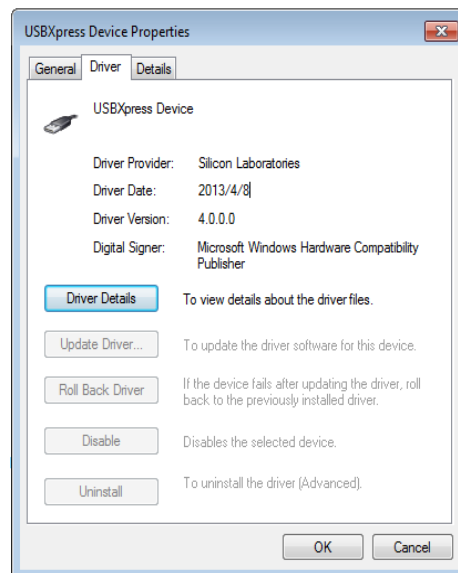 USBXpress Device Properties
General Driver Details
USBXpress Device
Driver Provider: Silicon Laboratories
Driver Date: 2013/4/8
Driver Version: 4.0.0.0
Digital Signer: Microsoft Windows Hardware Compatibility
Publisher
Driver Details To view details about the driver files.
Update Driver... To update the driver software for this device.
Roll Back Driver If the device fails after updating the driver, roll
back to the previously installed driver.
Disable Disables the selected device.
Uninstall To uninstall the driver (Advanced).
OK Cancel